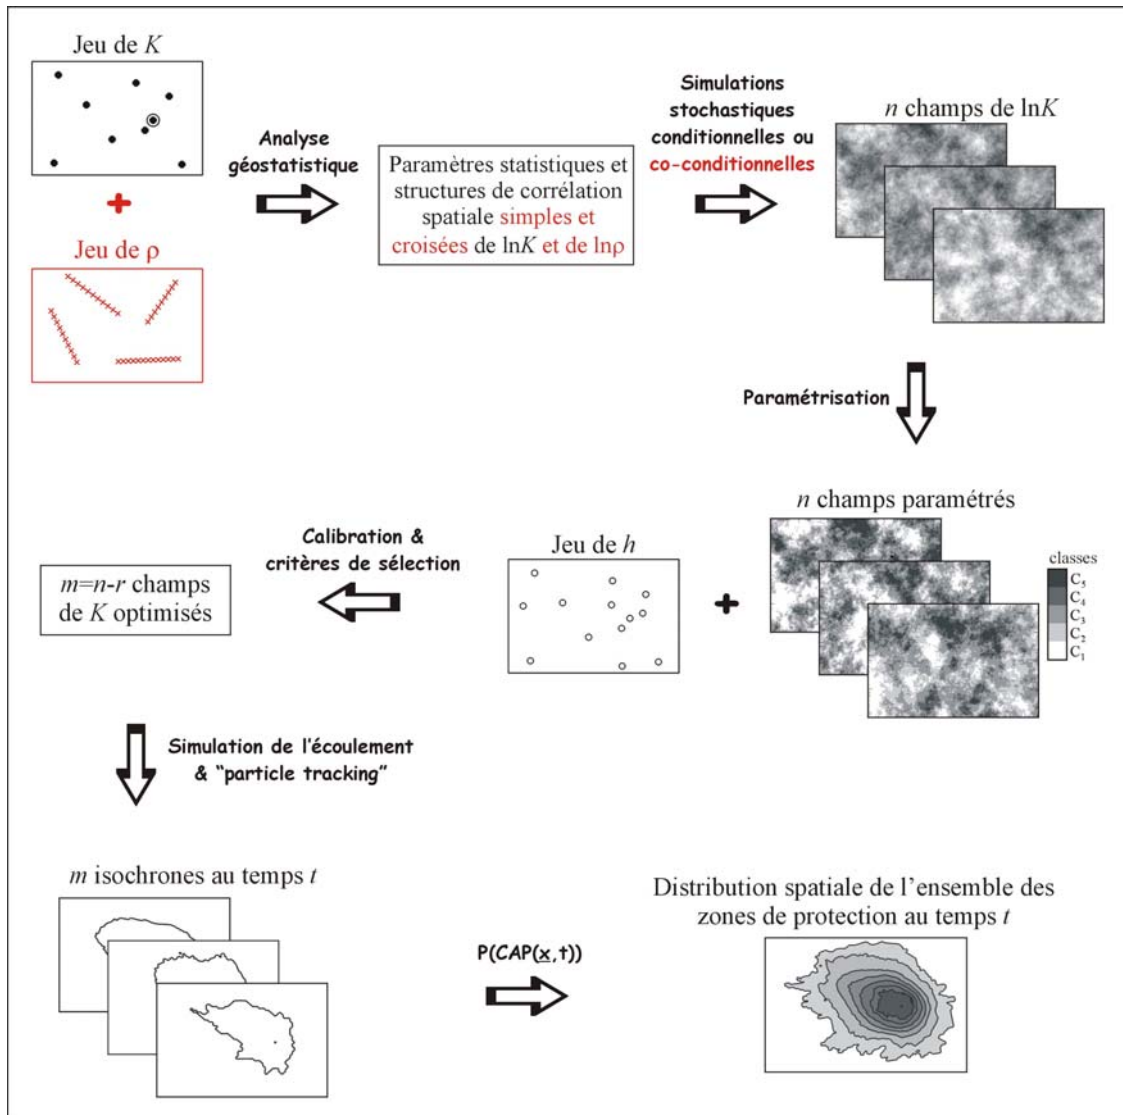 Jeu de K
Analyse
géostatistique
Jeu de ρ
Paramètres statistiques et
structures de corrélation
spatiale simples et
croisées de lnK et de lnρ
Simulations
stochastiques
conditionnelles ou
co-conditionnelles
n champs de lnK
Paramétrisation
n champs paramétrés
classes
C5
C4
C3
C2
C1
Jeu de h
Calibration &
critères de sélection
m=n-r champs
de K optimisés
Simulation de l'écoulement
& "particle tracking"
m isochrones au temps t
P(CAP(x,t))
Distribution spatiale de l'ensemble des
zones de protection au temps t